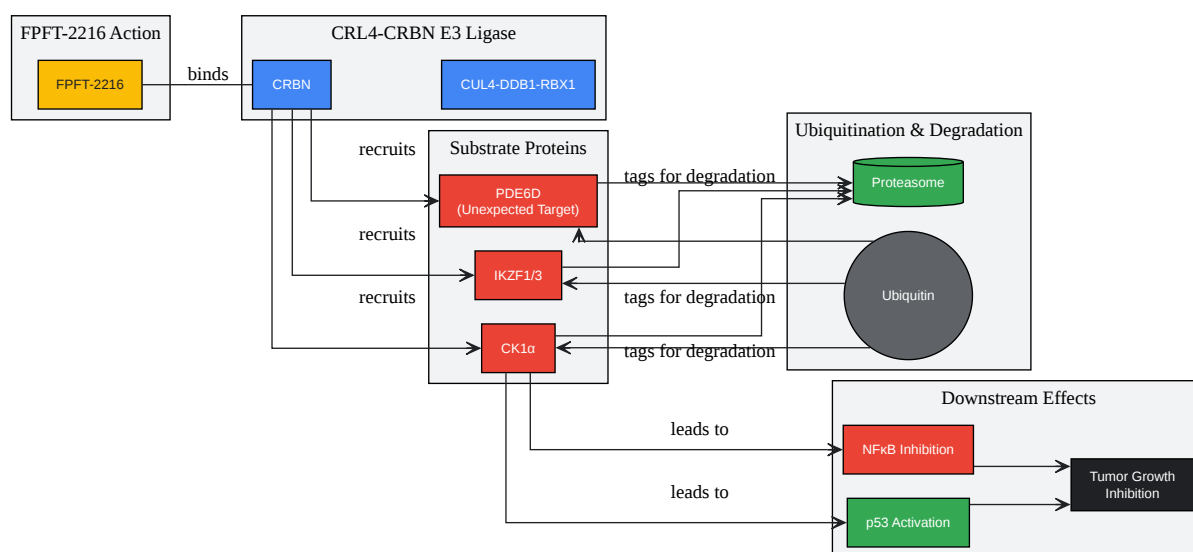 FPFT-2216 Action
CRL4-CRBN E3 Ligase
FPFT-2216
binds
CRBN
CUL4-DDB1-RBX1
Ubiquitination & Degradation
recruits
Substrate Proteins
tags for degradation
Proteasome
PDE6D
(Unexpected Target)
recruits
IKZF1/3
recruits
tags for degradation
Ubiquitin
CK1α
tags for degradation
Downstream Effects
leads to
NFκB Inhibition
Tumor Growth
Inhibition
leads to
p53 Activation